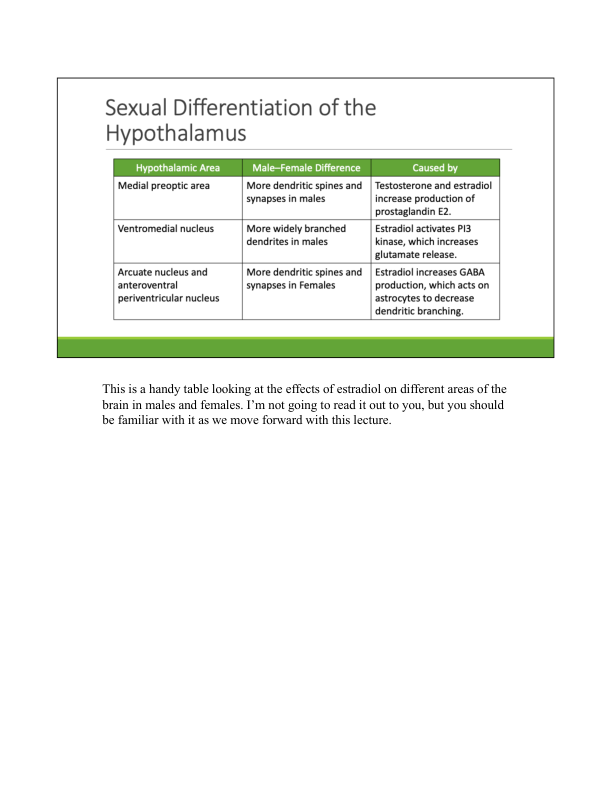 Sexual Differentiation of the
Hypothalamus
Hypothalamic Area
Male–Female Difference
Caused by
Medial preoptic area
More dendritic spines and
synapses in males
Testosterone and estradiol
increase production of
prostaglandin E2.
Ventromedial nucleus
More widely branched
dendrites in males
Estradiol activates PI3
kinase, which increases
glutamate release.
Arcuate nucleus and
anteroventral
periventricular nucleus
More dendritic spines and
synapses in Females
Estradiol increases GABA
production, which acts on
astrocytes to decrease
dendritic branching.
This is a handy table looking at the effects of estradiol on different areas of the
brain in males and females. I’m not going to read it out to you, but you should
be familiar with it as we move forward with this lecture.